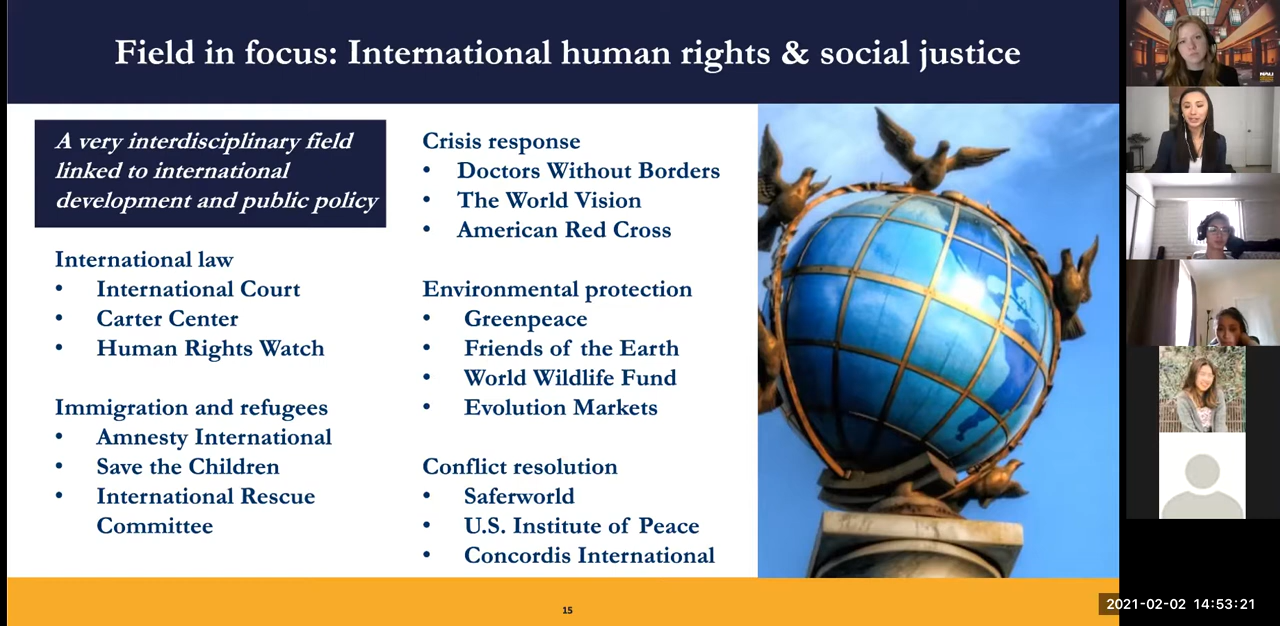 Field in focus: International human rights & social justice
A very interdisciplinary field
linked to international
development and public policy
International law
• International Court
• Carter Center
• Human Rights Watch
Immigration and refugees
• Amnesty International
• Save the Children
• International Rescue
Committee
Crisis response
• Doctors Without Borders
• The World Vision
• American Red Cross
Environmental protection
• Greenpeace
• Friends of the Earth
• World Wildlife Fund
• Evolution Markets
Conflict resolution
• Saferworld
• U.S. Institute of Peace
• Concordis International
15
NAU
2021-02-02 14:53:21